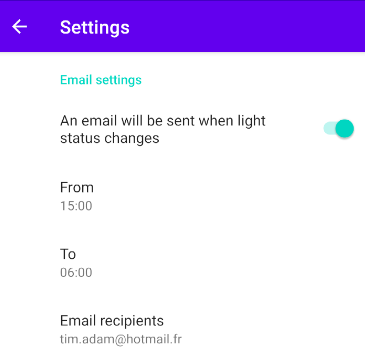 Settings
Email settings
An email will be sent when light
status changes
From
15:00
To
06:00
Email recipients
tim.adam@hotmail.fr